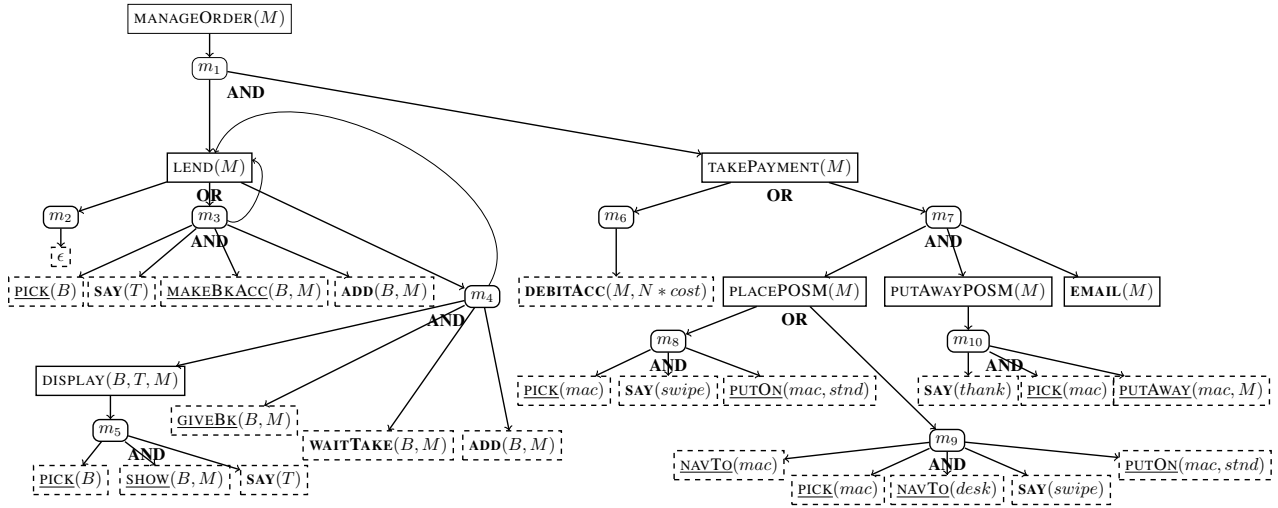 MANAGEORDER(M)
m1
AND
LEND(M)
TAKEPAYMENT(M)
OR
OR
m2
m3
m6
m7
AND
AND
ϵ
PICK(B)
SAY(T)
MAKEBKACC(B, M)
ADD(B, M)
m4
DEBITACC(M, N * cost)
PLACEPOSM(M)
PUTAWAYPOSM(M)
EMAIL(M)
AND
OR
m8
m10
AND
AND
DISPLAY(B, T, M)
PICK(mac)
SAY(swipe)
PUTON(mac, stnd)
SAY(thank)
PICK(mac)
PUTAWAY(mac, M)
GIVEBK(B, M)
m5
WAITTAKE(B, M)
ADD(B, M)
m9
AND
AND
PICK(B)
SHOW(B, M)
SAY(T)
NAVTO(mac)
PUTON(mac, stnd)
PICK(mac)
NAVTO(desk)
SAY(swipe)